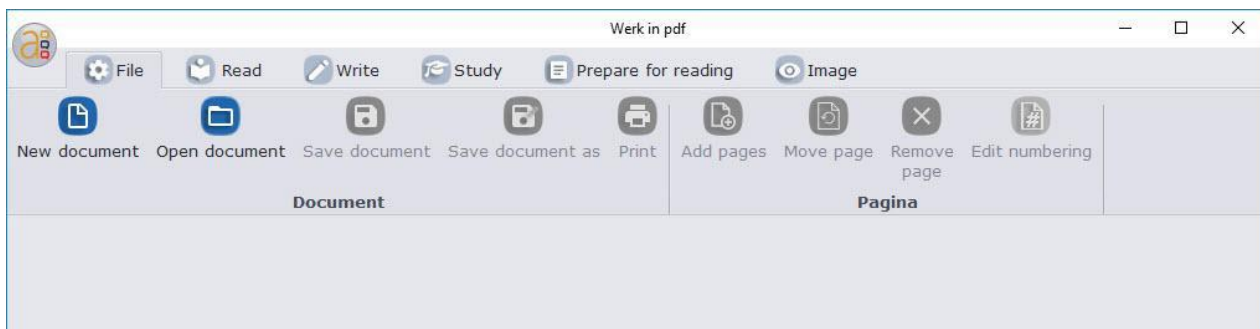 Werk in pdf
File Read Write Study Prepare for reading Image
New document Open document Save document Save document as Print Add pages Move page Remove page Edit numbering
Document Pagina